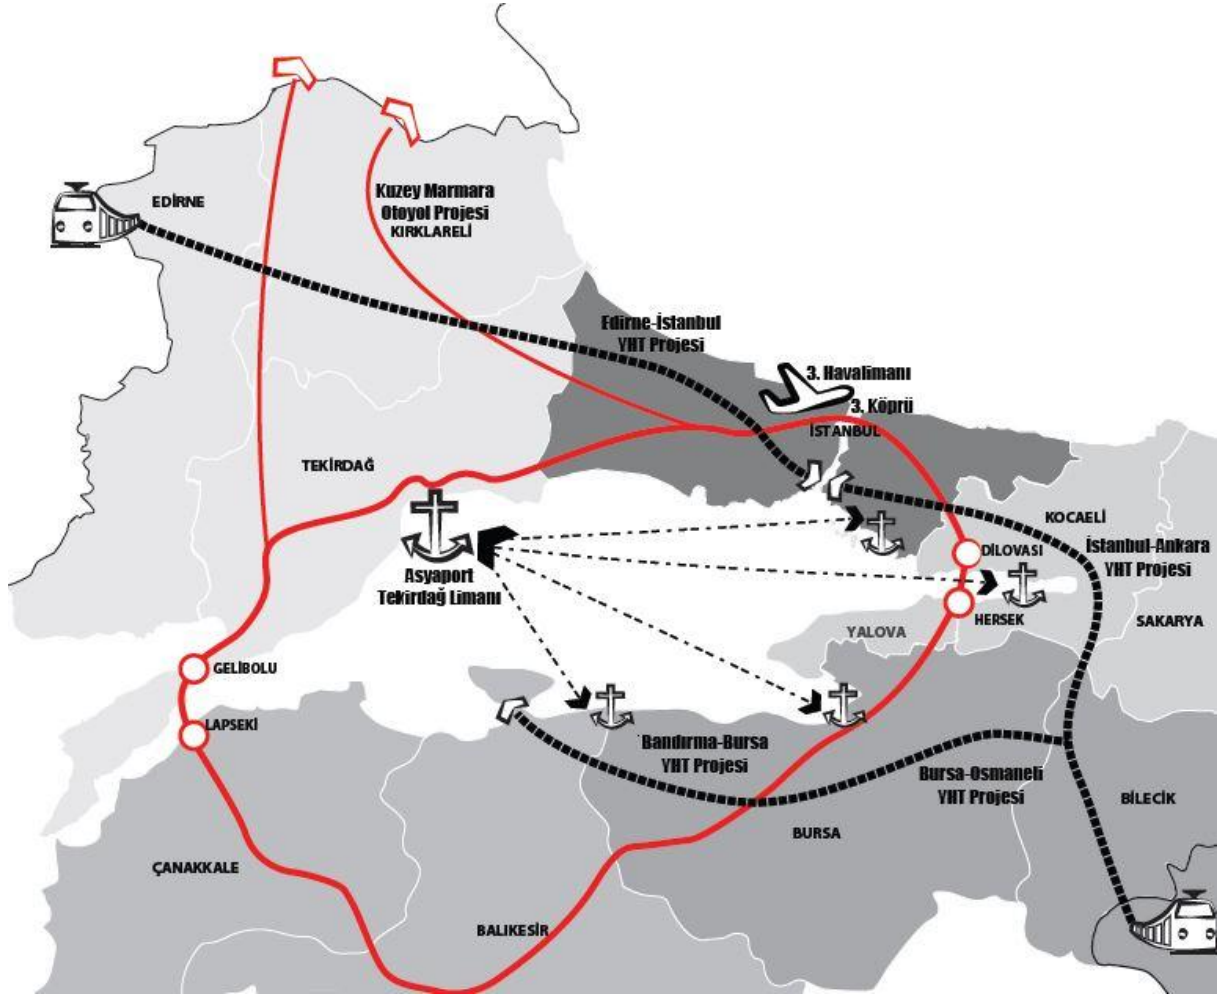 EDİRNE
Kuzey Marmara
Otoyol Projesi
KIRKLARELİ
Edirne-İstanbul
YHT Projesi
3. Havalimanı
3. Köprü
İSTANBUL
TEKİRDAĞ
KOCAELİ
DİLOVASI
İstanbul-Ankara
YHT Projesi
Asyaport
Tekirdağ Limanı
HERSEK
SAKARYA
YALOVA
GELİBOLU
LAPSEKİ
Bandırma-Bursa
YHT Projesi
Bursa-Osmaneli
YHT Projesi
BİLECİK
BURSA
ÇANAKKALE
BALIKESİR